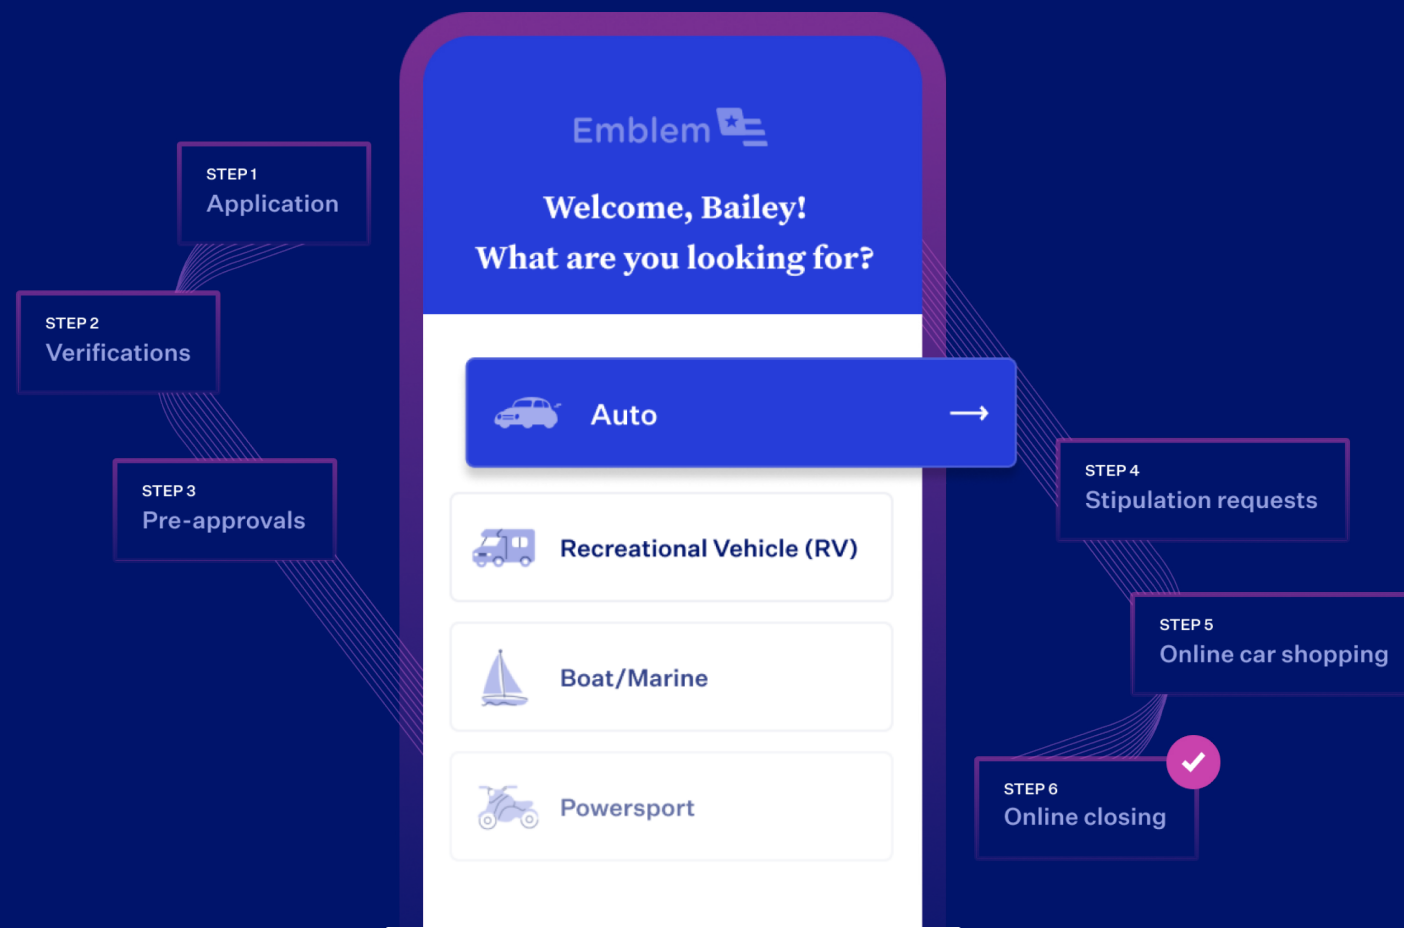 STEP 1
Application
STEP 2
Verifications
STEP 3
Pre-approvals
Emblem
Welcome, Bailey!
What are you looking for?
Auto
Recreational Vehicle (RV)
Boat/Marine
Powersport
STEP 4
Stipulation requests
STEP 5
Online car shopping
STEP 6
Online closing